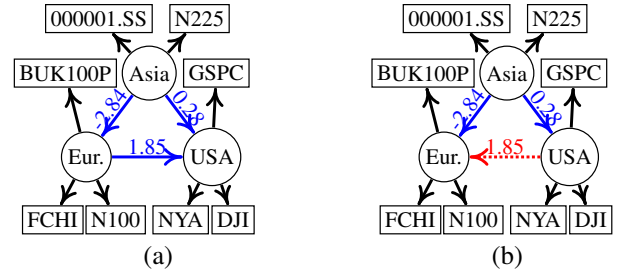 000001.SS N225
BUK100P Asia GSPC
-2.84 0.28
Eur. 1.85 USA
FCHI N100 NYA DJI
(a)
000001.SS N225
BUK100P Asia GSPC
-2.84 0.28
Eur. 1.85 USA
FCHI N100 NYA DJI
(b)